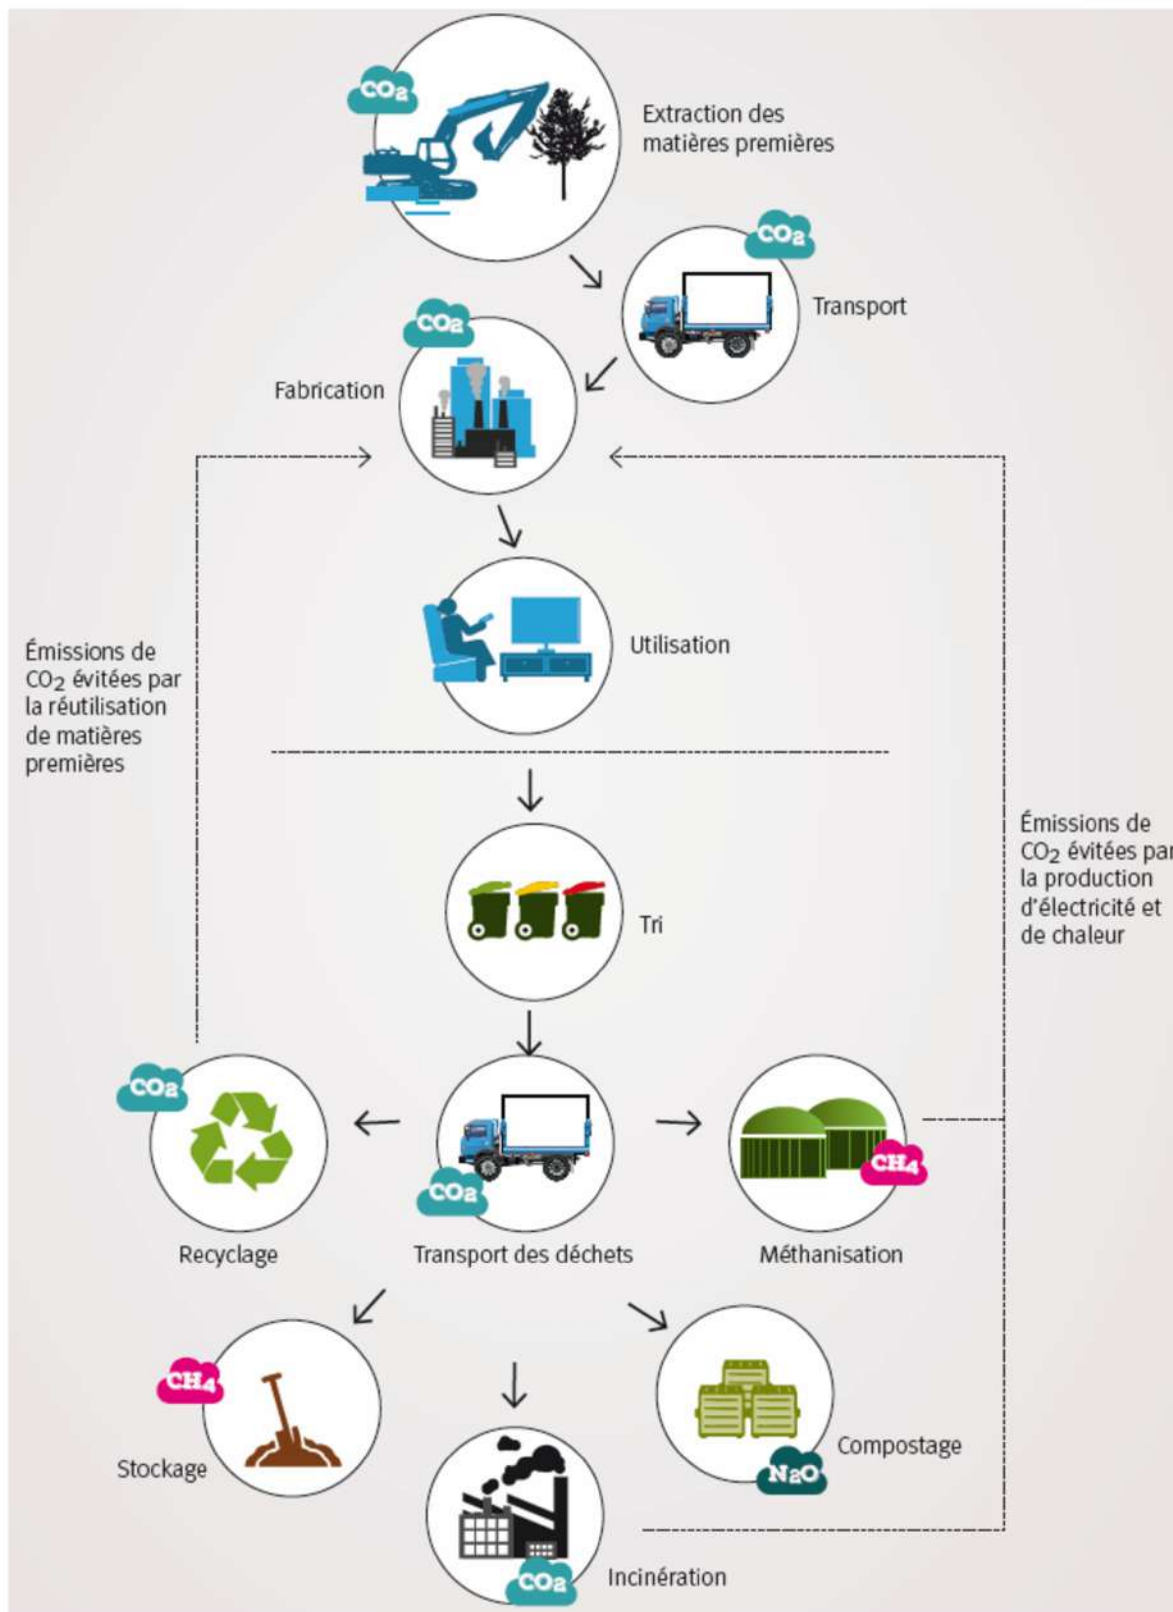 CO2
Extraction des
matières premières
CO2
Transport
CO2
Fabrication
Utilisation
Émissions de
CO2 évitées par
la réutilisation
de matières
premières
Émissions de
CO2 évitées par
la production
d'électricité et
de chaleur
Tri
CO2
CO2
CH4
Recyclage
Transport des déchets
Méthanisation
CH4
Stockage
Compostage
N2O
CO2
Incinération